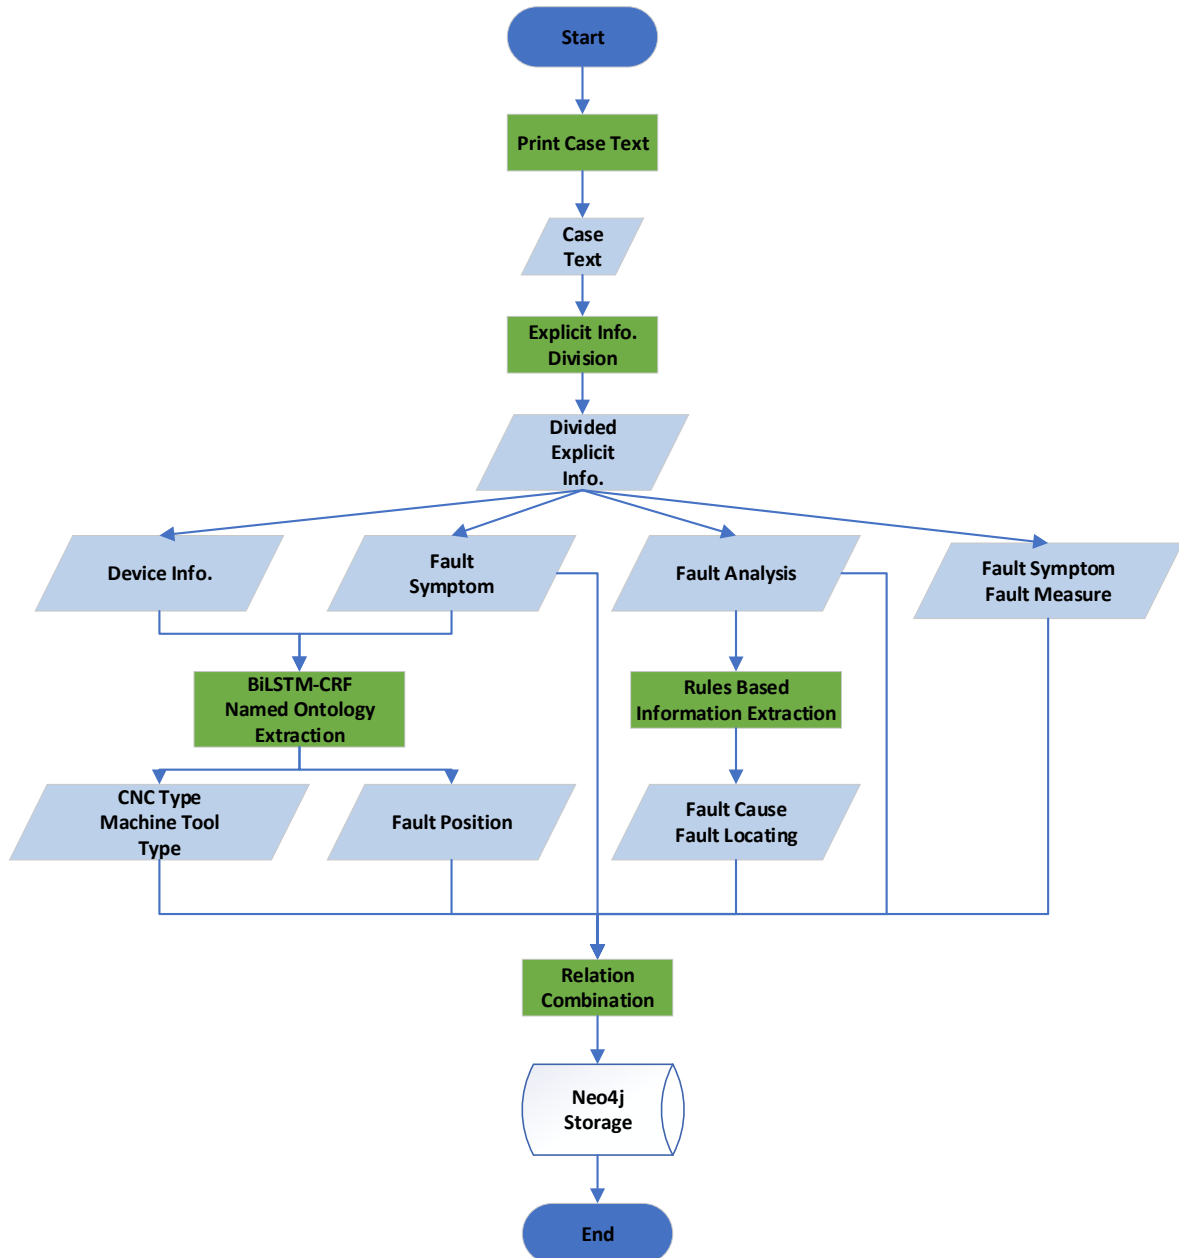 Start
Print Case Text
Case
Text
Explicit Info.
Division
Divided
Explicit
Info.
Device Info.
Fault
Symptom
Fault Analysis
Fault Symptom
Fault Measure
BiLSTM-CRF
Named Ontology
Extraction
Rules Based
Information Extraction
CNC Type
Machine Tool
Type
Fault Position
Fault Cause
Fault Locating
Relation
Combination
Neo4j
Storage
End